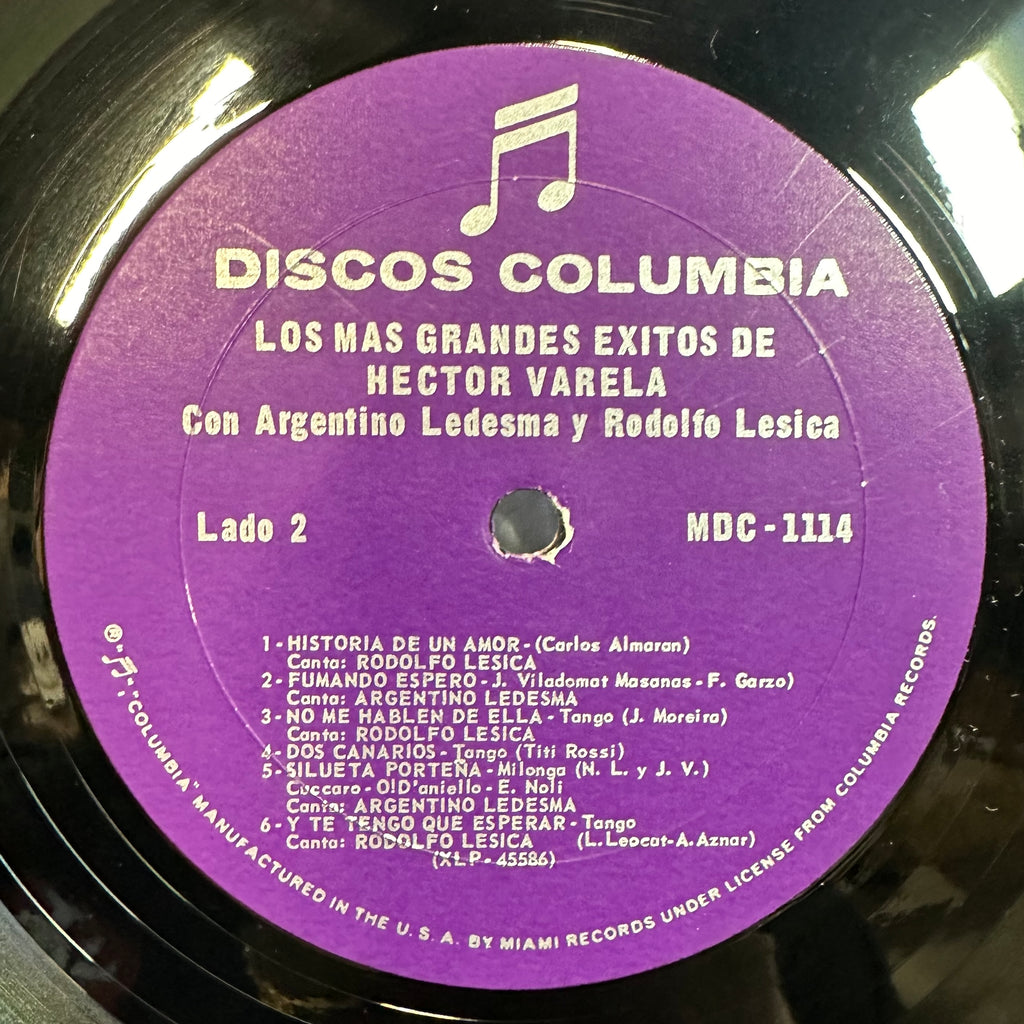 DISCOS COLUMBIA
LOS MAS GRANDES EXITOS DE
HECTOR VARELA
Con Argentino Ledesma y Rodolfo Lesica
Lado 2
MDC-1114
1-HISTORIA DE UN AMOR-(Carlos Almaran)
Canta: RODOLFO LESICA
2-FUMANDO ESPERO-J. Viladomat Masanas-F. Garzo)
Canta: ARGENTINO LEDESMA
3-NO ME HABLEN DE ELLA-Tango (J. Moreira)
Canta: RODOLFO LESICA
4-DOS CANARIOS-Tango (Titi Rossi)
5-SILUETA PORTEÑA-Milonga (N. L. y J. V.)
Cuccaro-O!D'aniello-E. Noli
Canta: ARGENTINO LEDESMA
6-Y TE TENGO QUE ESPERAR-Tango
Canta: RODOLFO LESICA (L.Leocat-A.Aznar)
(XLP-45586)
® "COLUMBIA" MANUFACTURED IN THE U. S. A. BY MIAMI RECORDS UNDER LICENSE FROM COLUMBIA RECORDS.